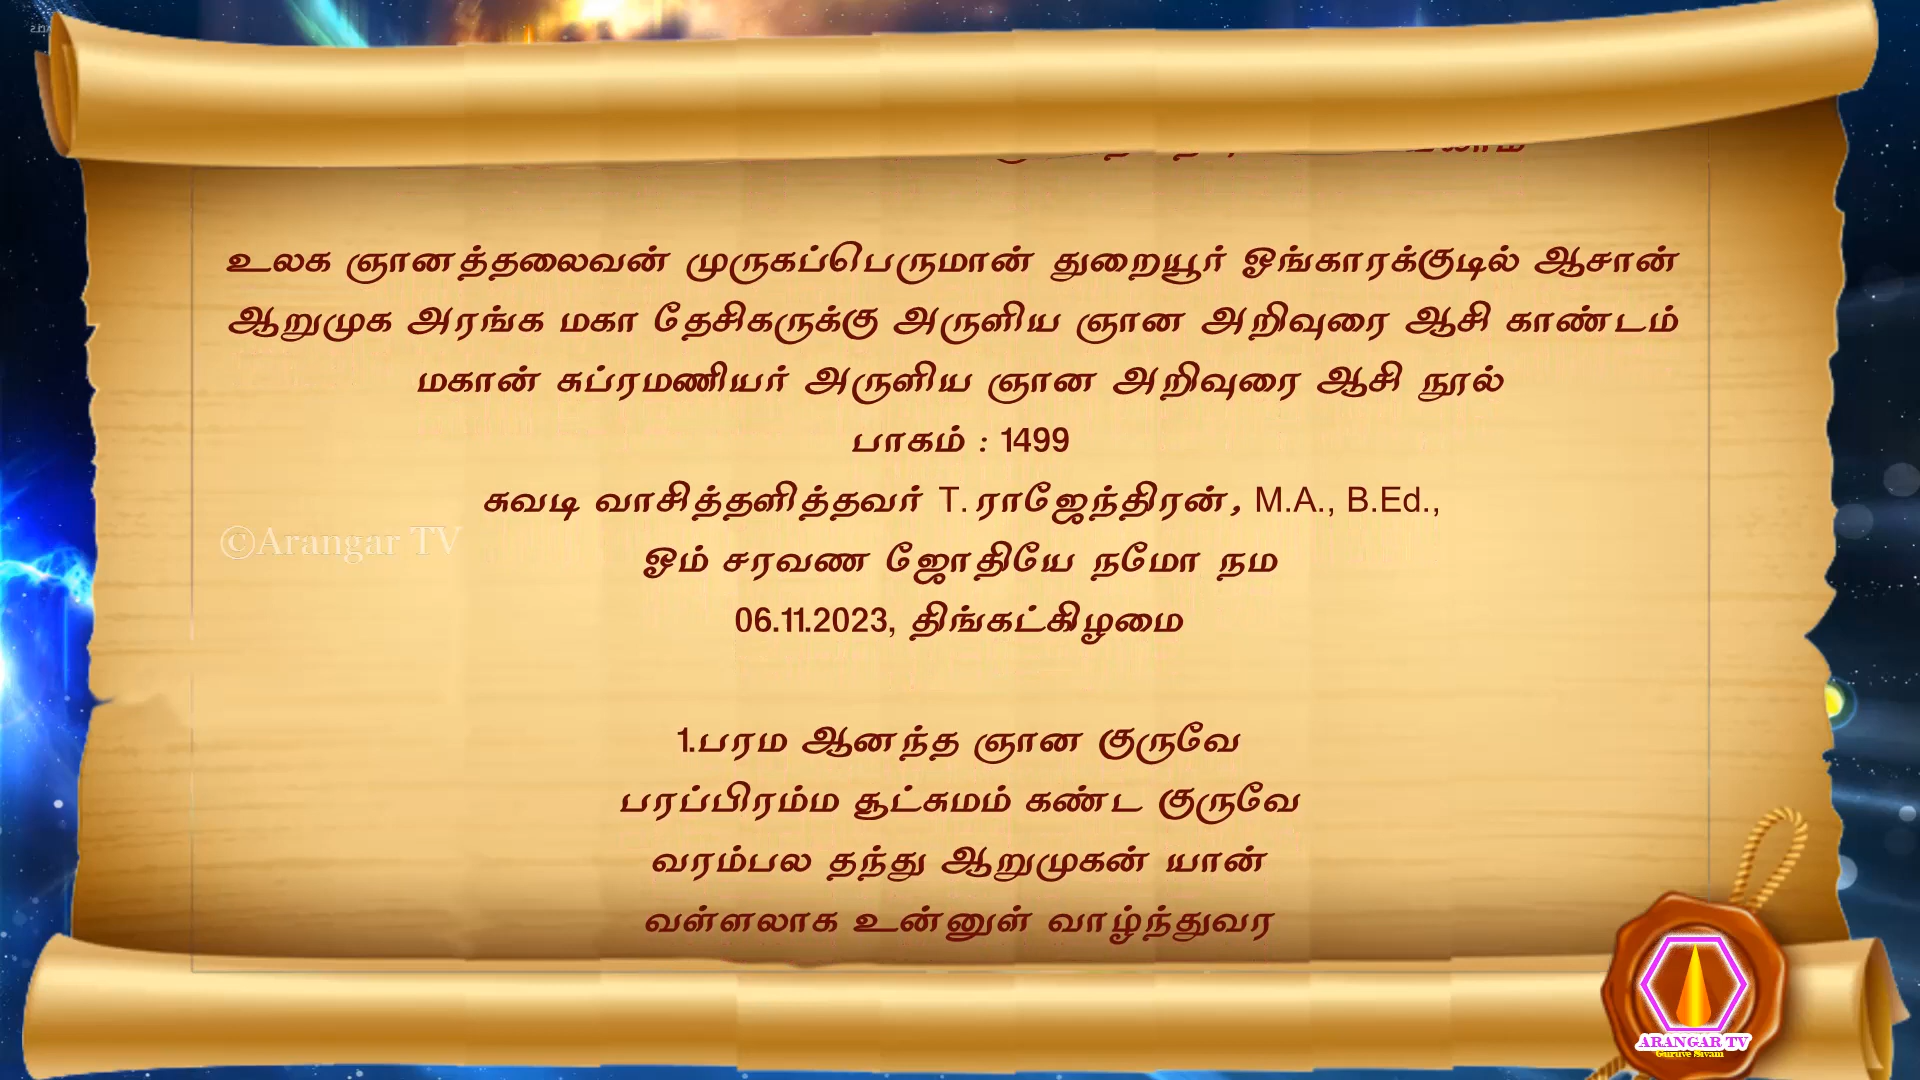 உலக ஞானத்தலைவன் முருகப்பெருமான் துறையூர் ஓங்காரக்குடில் ஆசான்
ஆறுமுக அரங்க மகா தேசிகருக்கு அருளிய ஞான அறிவுரை ஆசி காண்டம்
மகான் சுப்ரமணியர் அருளிய ஞான அறிவுரை ஆசி நூல்
பாகம் : 1499
சுவடி வாசித்தளித்தவர் T. ராஜேந்திரன், M.A., B.Ed.,
©Arangar TV
ஓம் சரவண ஜோதியே நமோ நம
06.11.2023, திங்கட்கிழமை
1.பரம ஆனந்த ஞான குருவே
பரப்பிரம்ம சூட்சுமம் கண்ட குருவே
வரம்பல தந்து ஆறுமுகன் யான்
வள்ளலாக உன்னுள் வாழ்ந்துவர
ARANGAR TV
Guruve Sivam